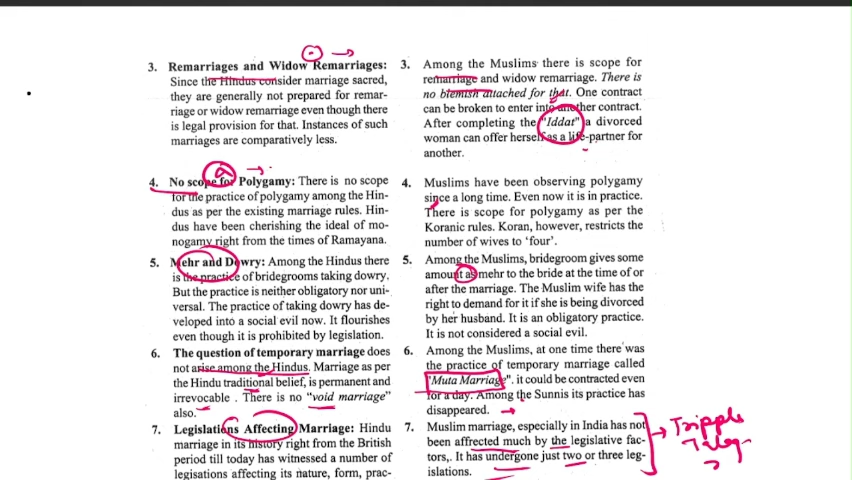 3. Remarriages and Widow Remarriages:
Since the Hindus consider marriage sacred,
they are generally not prepared for remar-
riage or widow remarriage even though there
is legal provision for that. Instances of such
marriages are comparatively less.
4. No scope for Polygamy: There is no scope
for the practice of polygamy among the Hin-
dus as per the existing marriage rules. Hin-
dus have been cherishing the ideal of mo-
nogamy right from the times of Ramayana.
5. Mehr and Dowry: Among the Hindus there
is the practice of bridegrooms taking dowry.
But the practice is neither obligatory nor uni-
versal. The practice of taking dowry has de-
veloped into a social evil now. It flourishes
even though it is prohibited by legislation.
6. The question of temporary marriage does
not arise among the Hindus. Marriage as per
the Hindu traditional belief, is permanent and
irrevocable . There is no "void marriage"
also.
7. Legislations Affecting Marriage: Hindu
marriage in its history right from the British
period till today has witnessed a number of
legisations affecting its nature, form, prac-
3. Among the Muslims there is scope for
remarriage and widow remarriage. There is
no blemish attached for that. One contract
can be broken to enter into another contract.
After completing the "Iddat" a divorced
woman can offer herself as a life-partner for
another.
4. Muslims have been observing polygamy
since a long time. Even now it is in practice.
There is scope for polygamy as per the
Koranic rules. Koran, however, restricts the
number of wives to 'four'.
5. Among the Muslims, bridegroom gives some
amount as mehr to the bride at the time of or
after the marriage. The Muslim wife has the
right to demand for it if she is being divorced
by her husband. It is an obligatory practice.
It is not considered a social evil.
6. Among the Muslims, at one time there was
the practice of temporary marriage called
"Muta Marriage". it could be contracted even
for a day. Among the Sunnis its practice has
disappeared.
7. Muslim marriage, especially in India has not
been affrected much by the legislative fac-
tors,. It has undergone just two or three leg-
islations.
Tripple